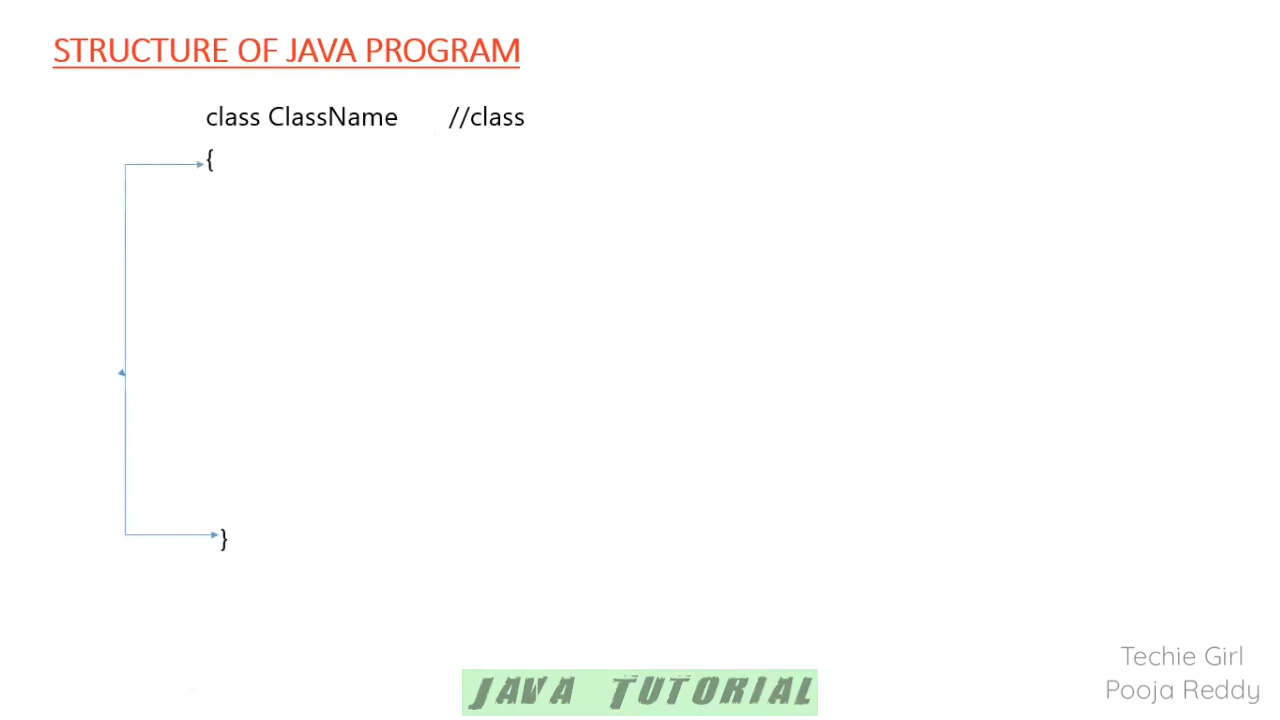 STRUCTURE OF JAVA PROGRAM
class ClassName //class
{
}
Techie Girl
Pooja Reddy
JAVA TUTORIAL